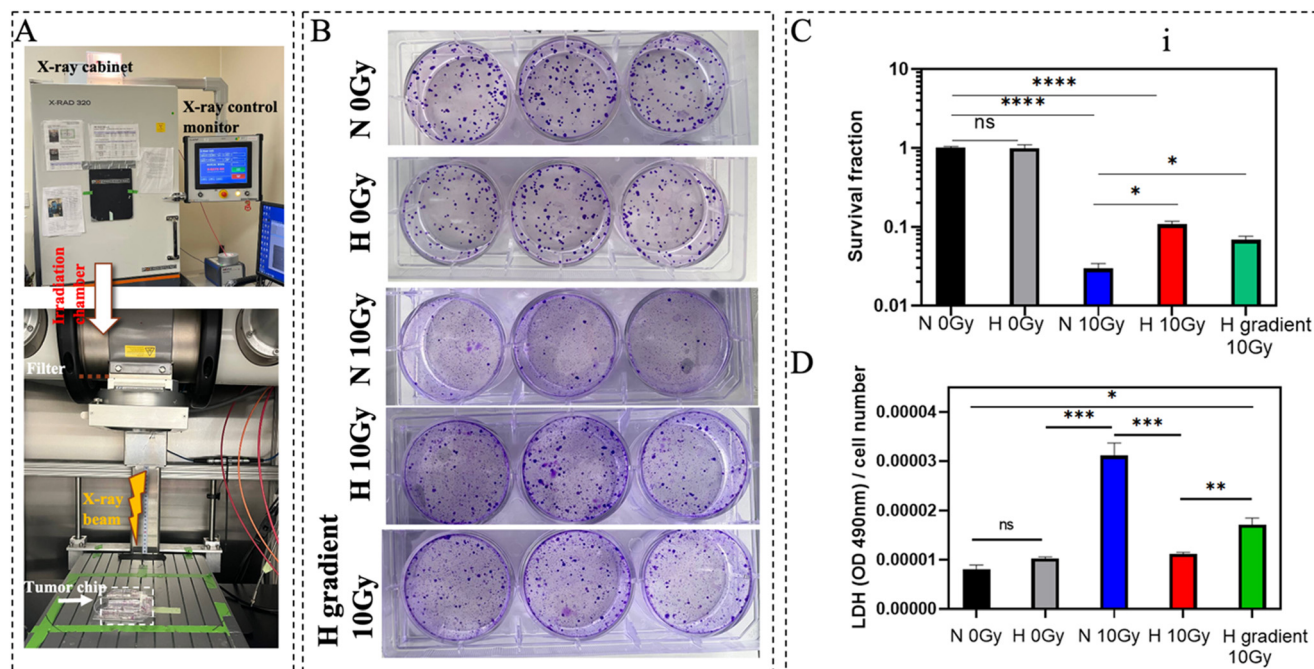 A
X-ray cabinet
X-RAD 320
X-ray control
monitor
Irradiation
chamber
Filter
X-ray
beam
Tumor chip
B
N 0Gy
H 0Gy
N 10Gy
H 10Gy
H gradient
10Gy
C
i
Survival fraction
10
1
0.1
0.01
****
****
ns
*
*
N 0Gy
H 0Gy
N 10Gy
H 10Gy
H gradient
10Gy
D
LDH (OD 490nm) / cell number
0.00004
0.00003
0.00002
0.00001
0.00000
*
***
***
**
ns
N 0Gy
H 0Gy
N 10Gy
H 10Gy
H gradient
10Gy